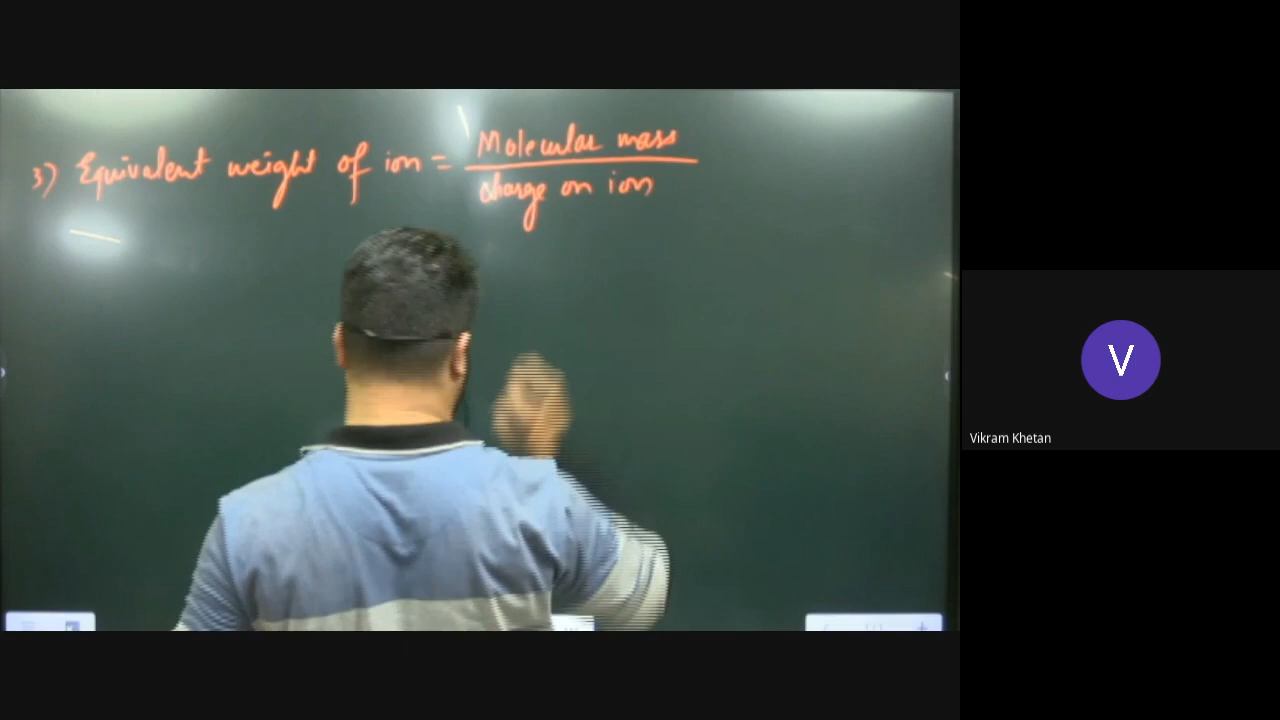 3) Equivalent weight of ion = Molecular mass
charge on ion
V
Vikram Khetan